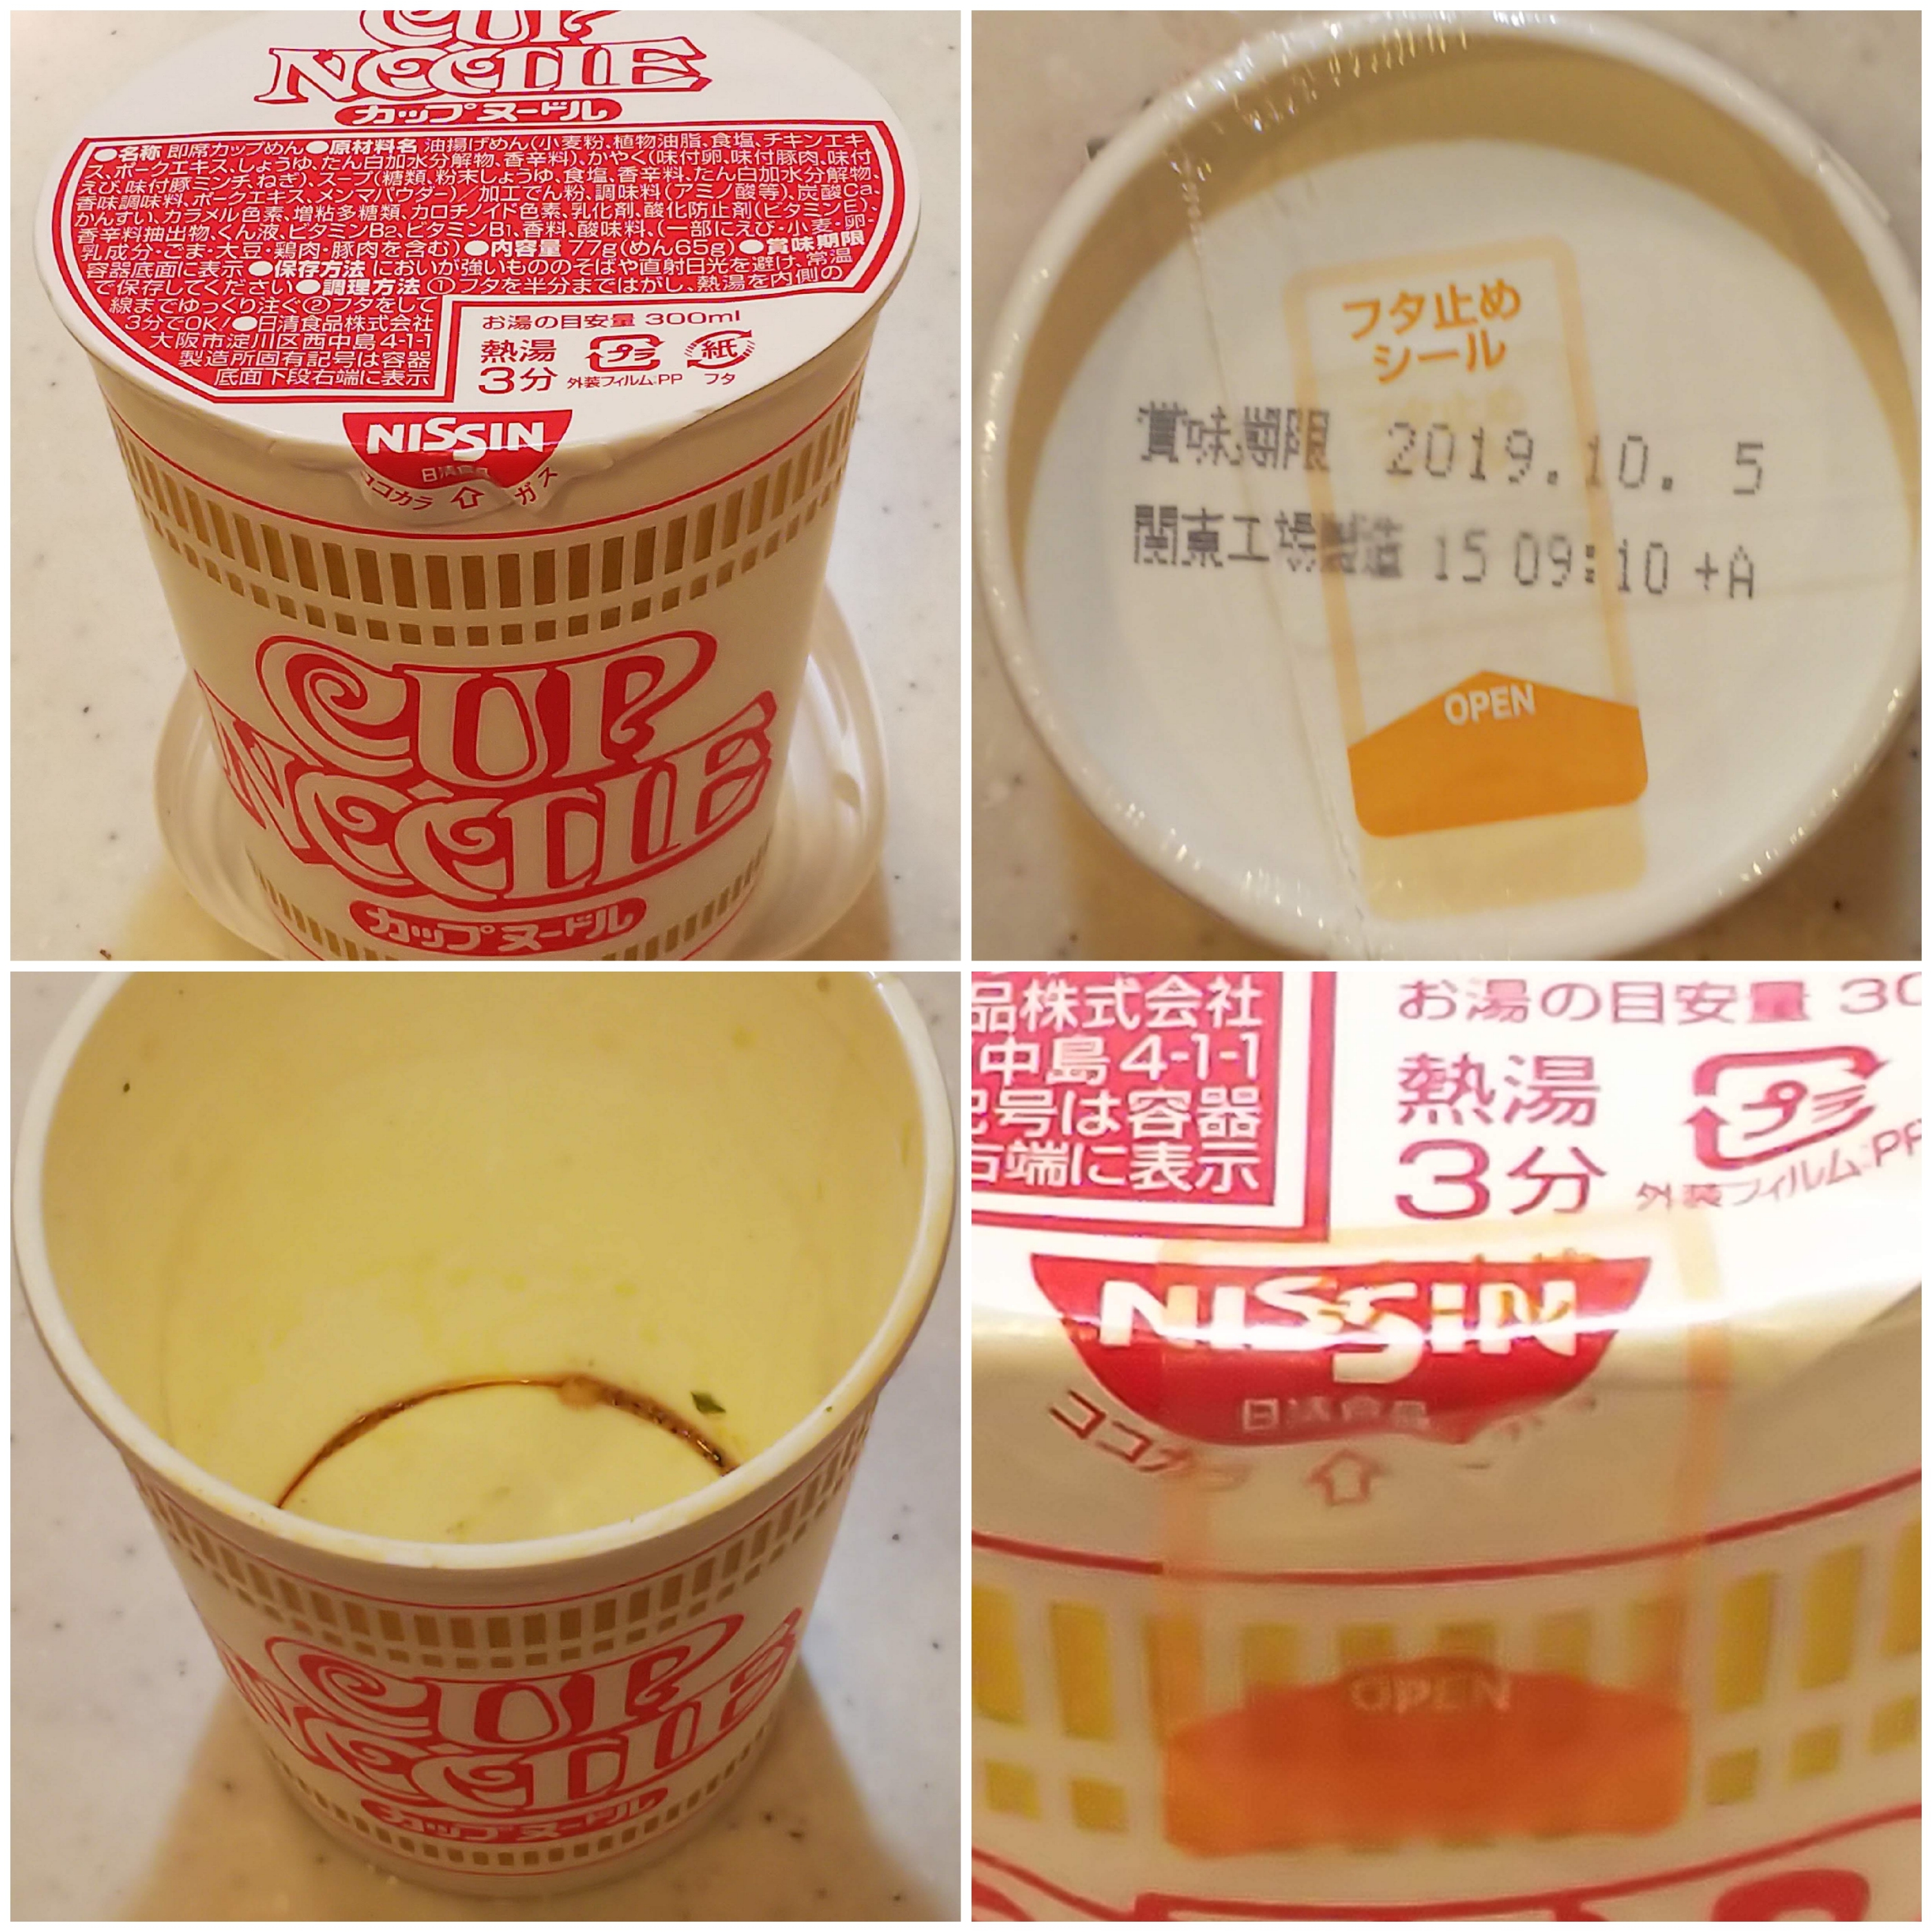 CUP
NOODLE
カップヌードル
●名称 即席カップめん●原材料名 油揚げめん(小麦粉、植物油脂、食塩、チキンエキ
ス、ポークエキス、しょうゆ、たん白加水分解物、香辛料)、かやく(味付卵、味付豚肉、味付
えび、味付豚ミンチ、ねぎ)、スープ(糖類、粉末しょうゆ、食塩、香辛料、たん白加水分解物、
香味調味料、ポークエキス、メンマパウダー)/加工でん粉、調味料(アミノ酸等)、炭酸Ca、
かんすい、カラメル色素、増粘多糖類、カロチノイド色素、乳化剤、酸化防止剤(ビタミンE)、
香辛料抽出物、くん液、ビタミンB2、ビタミンB1、香料、酸味料、(一部にえび・小麦・卵・
乳成分・ごま・大豆・鶏肉・豚肉を含む)●内容量 77g(めん65g)●賞味期限
容器底面に表示●保存方法 においが強いもののそばや直射日光を避け、常温
で保存してください●調理方法 ①フタを半分まではがし、熱湯を内側の
線までゆっくり注ぐ②フタをして
3分でOK!●日清食品株式会社
大阪市淀川区西中島4-1-1
製造所固有記号は容器
底面下段右端に表示
お湯の目安量 300ml
熱湯
3分
プラ
外装フィルム:PP
紙
フタ
NISSIN
日清食品
ココカラ
ガス
CUP
NOODLE
カップヌードル
フタ止め
シール
賞味期限 2019.10. 5
関東工場製造 15 09:10 +A
OPEN
CUP
NOODLE
カップヌードル
品株式会社
中島4-1-1
号は容器
右端に表示
お湯の目安量 30
熱湯
3分
プラ
外装フィルム:PP
NISSIN
日清食品
ココカラ
OPEN